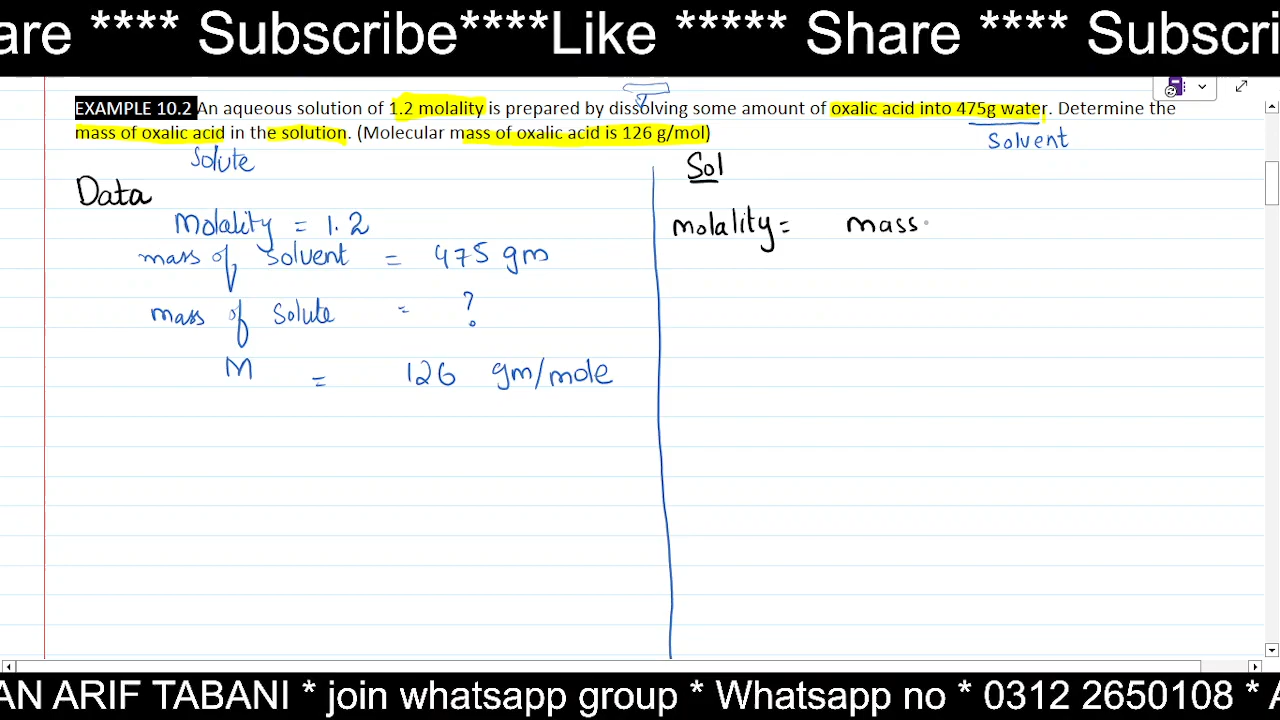 are **** Subscribe****Like ***** Share **** Subscri
EXAMPLE 10.2 An aqueous solution of 1.2 molality is prepared by dissolving some amount of oxalic acid into 475g water. Determine the
mass of oxalic acid in the solution. (Molecular mass of oxalic acid is 126 g/mol)
Solute
Solvent
Data
Molality = 1.2
mass of solvent = 475 gm
mass of solute = ?
M = 126 gm/mole
Sol
molality = mass
AN ARIF TABANI * join whatsapp group * Whatsapp no * 0312 2650108 * A